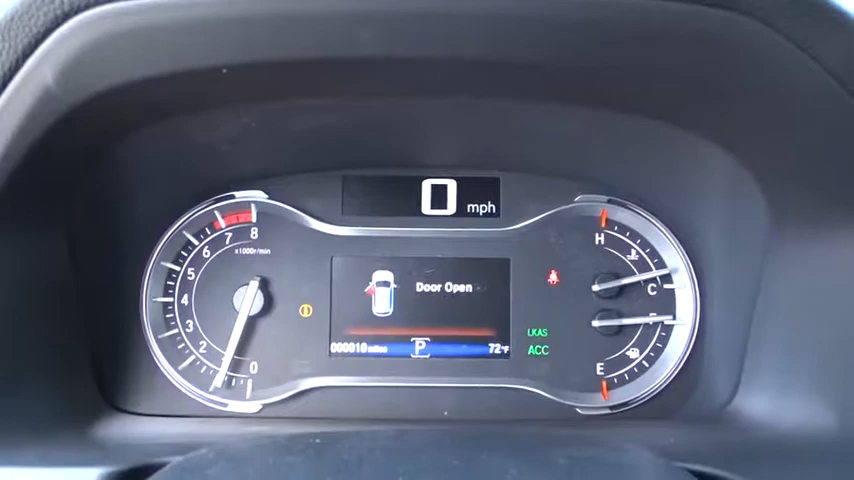 0 mph
8
7
6
5
4
3
2
1
0
x1000r/min
Door Open
000010 miles
P
72°F
LKAS
ACC
H
C
F
E